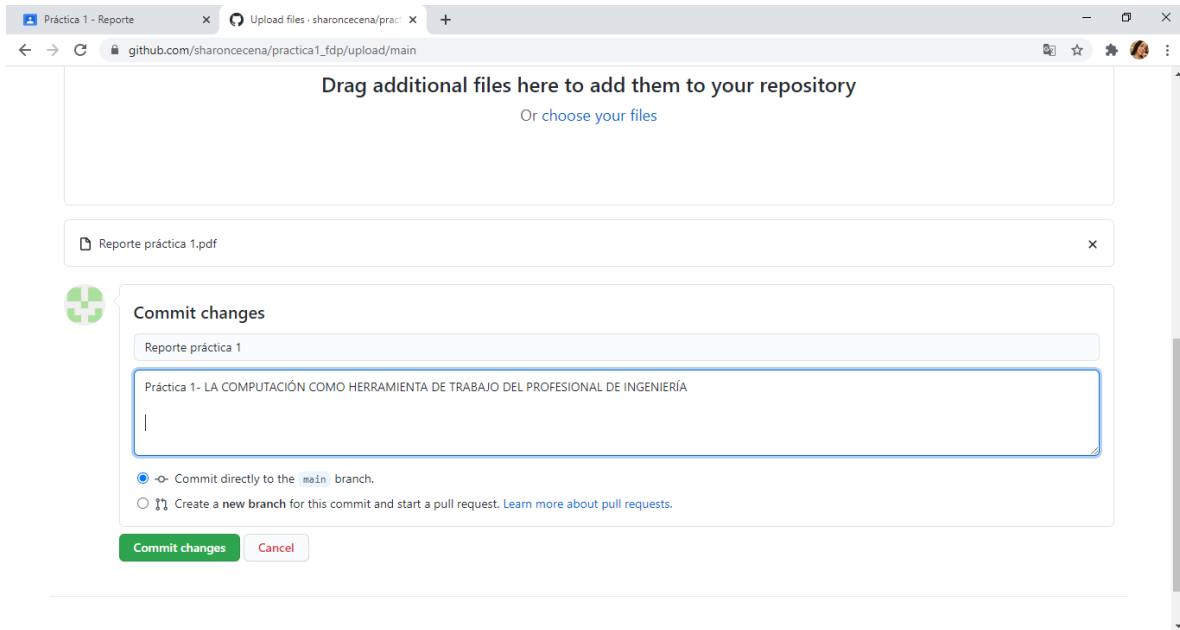 Práctica 1 - Reporte
Upload files · sharoncecena/prac
github.com/sharoncecena/practica1_fdp/upload/main
Drag additional files here to add them to your repository
Or choose your files
Reporte práctica 1.pdf
Commit changes
Reporte práctica 1
Práctica 1- LA COMPUTACIÓN COMO HERRAMIENTA DE TRABAJO DEL PROFESIONAL DE INGENIERÍA
Commit directly to the main branch.
Create a new branch for this commit and start a pull request. Learn more about pull requests.
Commit changes
Cancel